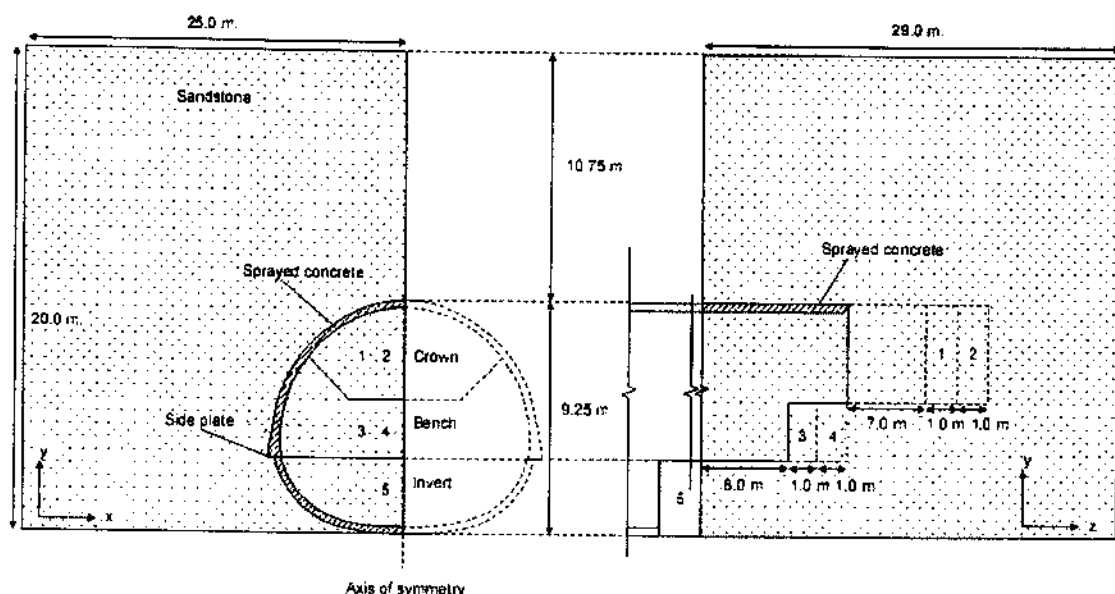 25.0 m.
29.0 m.
Sandstone
10.75 m
Sprayed concrete
Sprayed concrete
20.0 m.
1 2 Crown
1 2
Side plate
3 4 Bench
9.25 m
3 4
7.0 m 1.0 m 1.0 m
y
5 Invert
5
6.0 m 1.0 m 1.0 m
y
x
z
Axis of symmetry